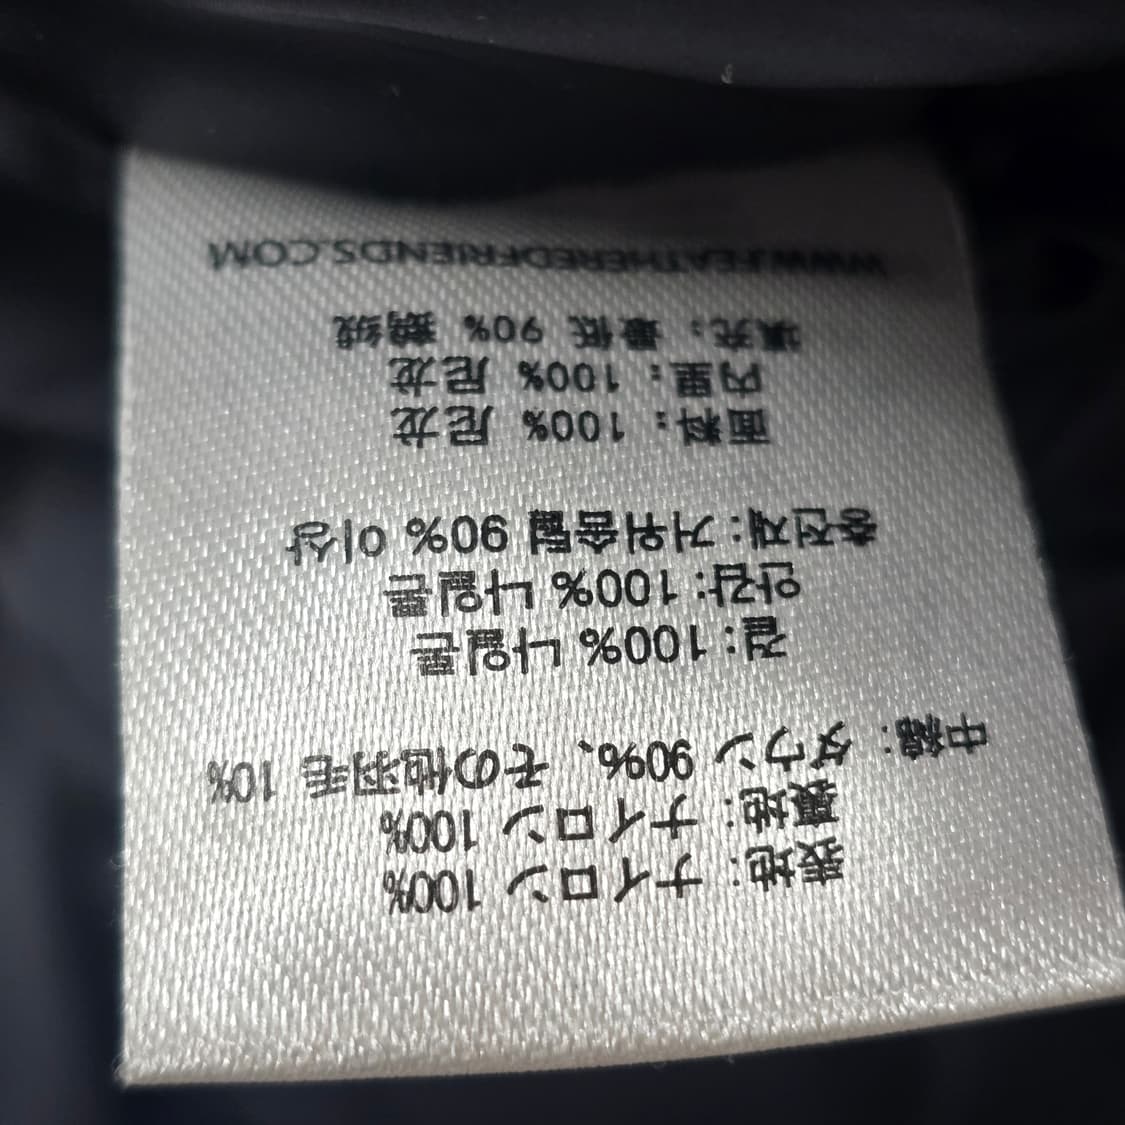 表地: ナイロン 100%
裏地: ナイロン 100%
中綿: ダウン 90%、その他羽毛 10%
겉: 100% 나일론
안감: 100% 나일론
충전재: 거위솜털 90% 이상
面料: 100% 尼龙
内里: 100% 尼龙
填充: 最低 90% 鹅绒
WWW.FEATHEREDFRIENDS.COM